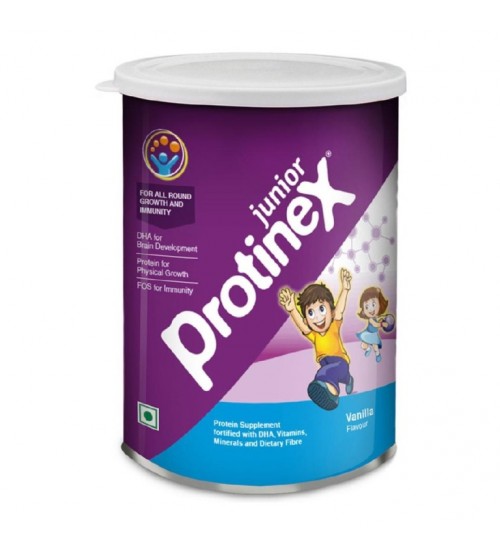 FOR ALL ROUND
GROWTH AND
IMMUNITY
DHA for
Brain Development
Protein for
Physical Growth
FOS for Immunity
junior
Protinex®
Protein Supplement
fortified with DHA, Vitamins,
Minerals and Dietary Fibre
Vanilla
Flavour